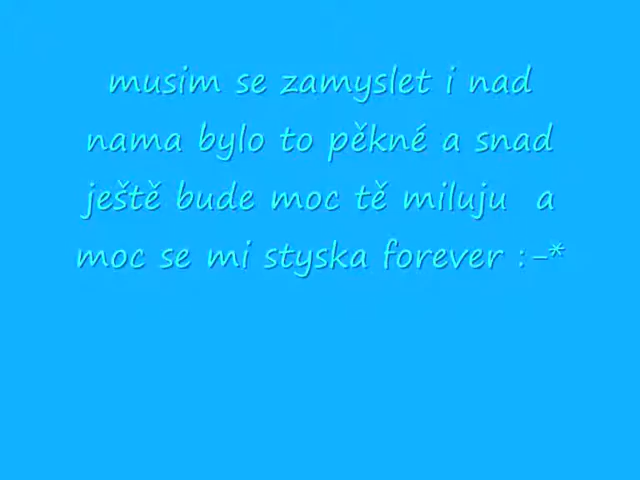 musim se zamyslet i nad
nama bylo to pěkné a snad
ještě bude moc tě miluju a
moc se mi styska forever :-*